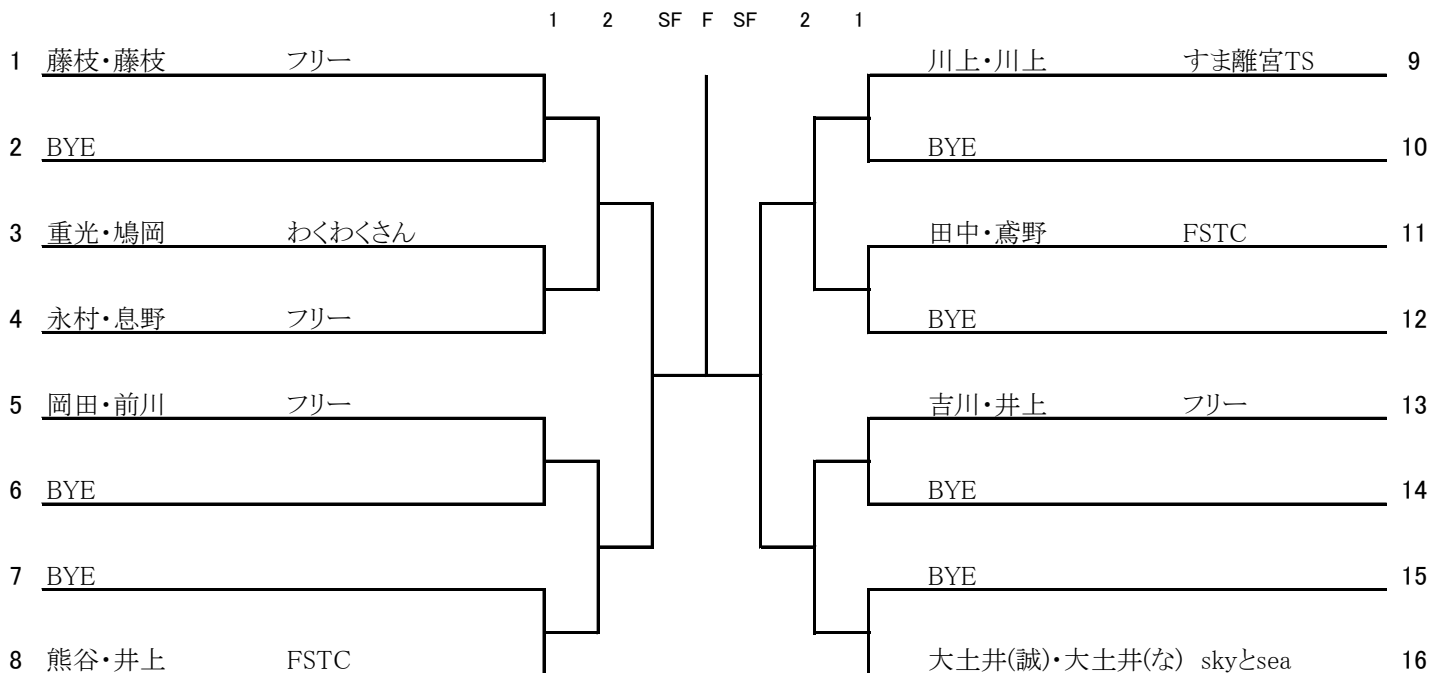 1 2 SF F SF 2 1
1 藤枝・藤枝 フリー 川上・川上 すま離宮TS 9
2 BYE BYE 10
3 重光・鳩岡 わくわくさん 田中・鳶野 FSTC 11
4 永村・息野 フリー BYE 12
5 岡田・前川 フリー 吉川・井上 フリー 13
6 BYE BYE 14
7 BYE BYE 15
8 熊谷・井上 FSTC 大土井(誠)・大土井(な) skyとsea 16